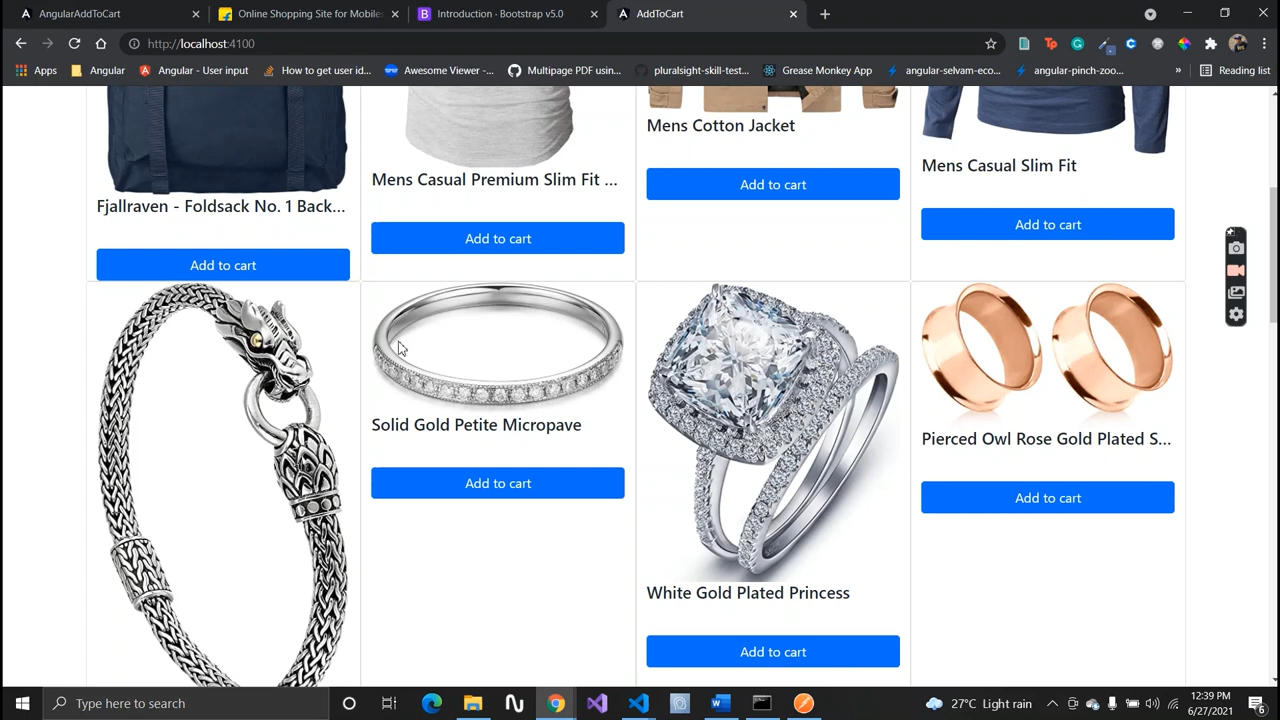 AngularAddToCart
Online Shopping Site for Mobiles
Introduction · Bootstrap v5.0
AddToCart
http://localhost:4100
Apps
Angular
Angular - User input
How to get user id...
Awesome Viewer -...
Multipage PDF usin...
pluralsight-skill-test...
Grease Monkey App
angular-selvam-eco...
angular-pinch-zoo...
»
Reading list
Mens Cotton Jacket
Mens Casual Slim Fit
Mens Casual Premium Slim Fit ...
Fjallraven - Foldsack No. 1 Back...
Add to cart
Add to cart
Add to cart
Add to cart
Solid Gold Petite Micropave
Pierced Owl Rose Gold Plated S...
Add to cart
Add to cart
White Gold Plated Princess
Add to cart
Type here to search
27°C Light rain
12:39 PM
6/27/2021
6